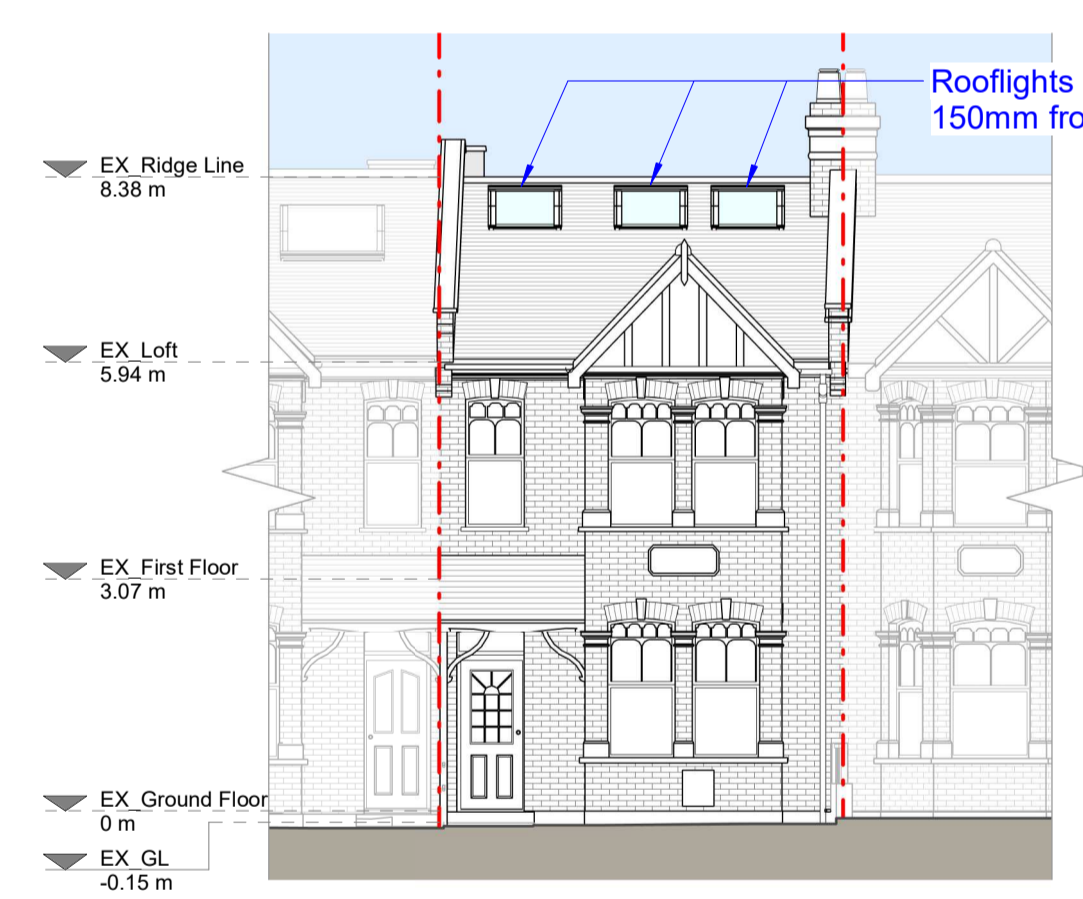 Rooflights
150mm fro
EX_Ridge Line
8.38 m
EX_Loft
5.94 m
EX_First Floor
3.07 m
EX_Ground Floor
0 m
EX_GL
-0.15 m